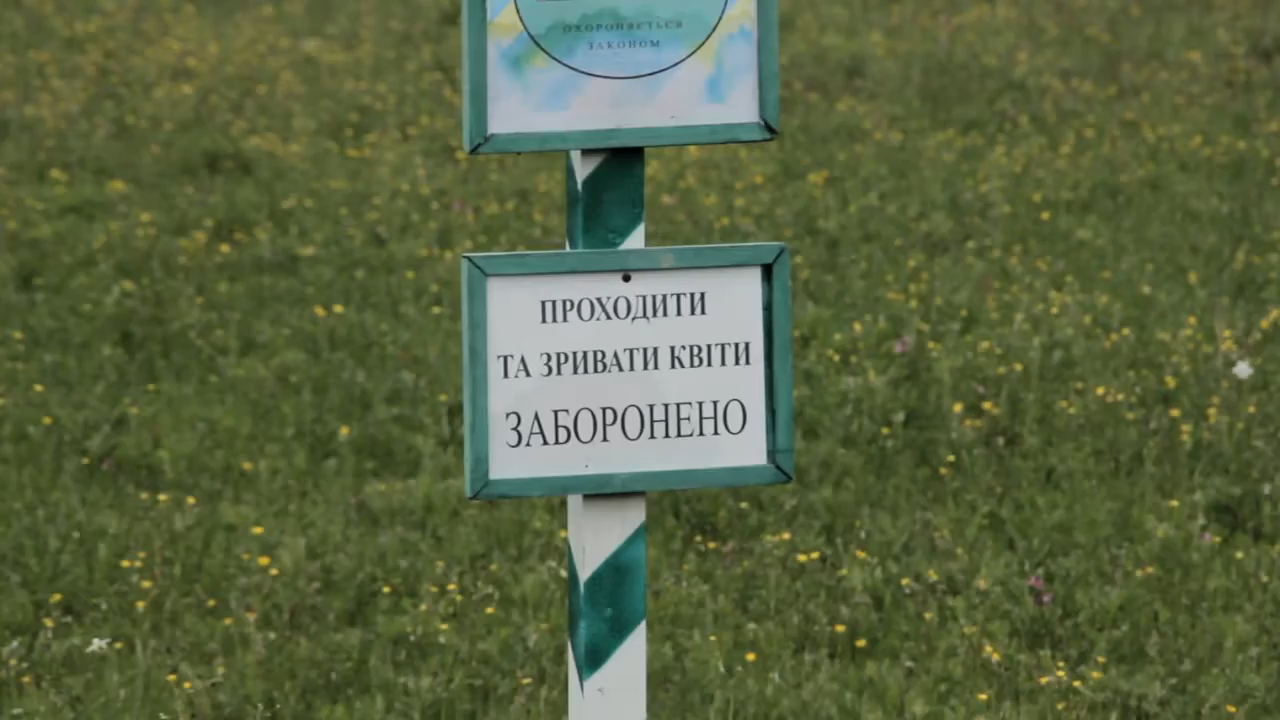 ОХОРОНЯЄТЬСЯ
ЗАКОНОМ
ПРОХОДИТИ
ТА ЗРИВАТИ КВІТИ
ЗАБОРОНЕНО